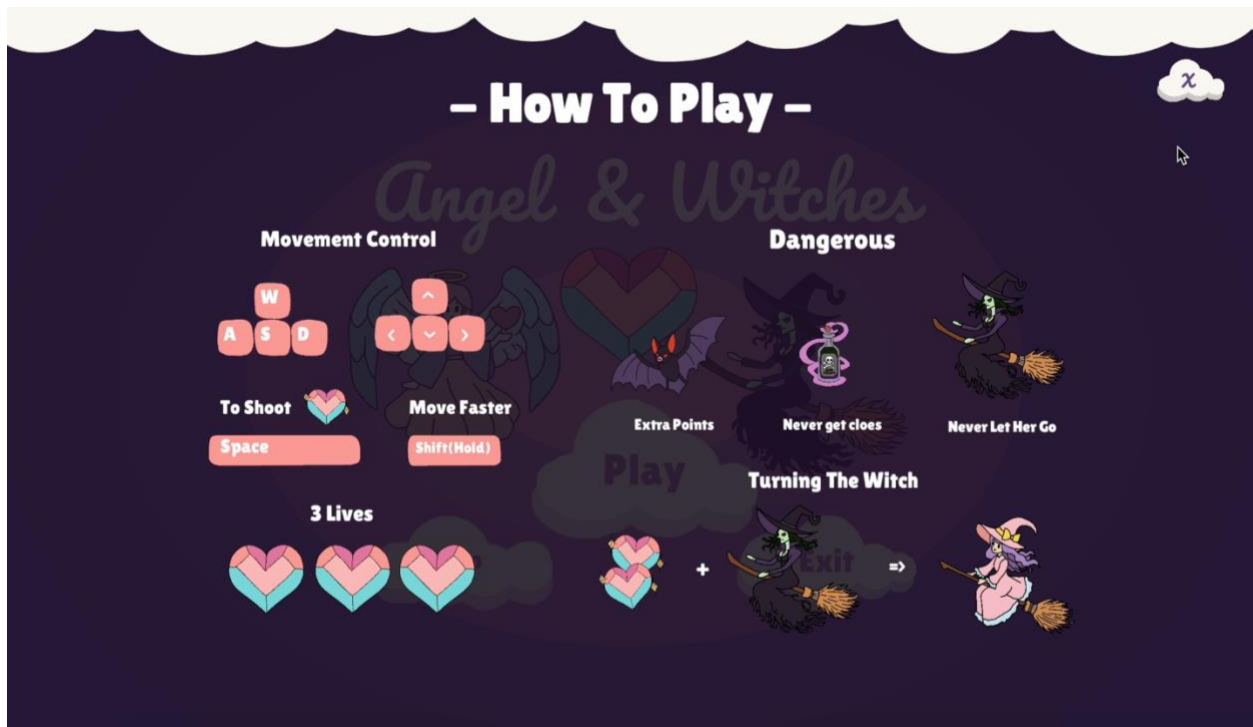 – How To Play –
x
Angel & Witches
Movement Control
W
A S D
To Shoot
Move Faster
Space
Shift(Hold)
3 Lives
Dangerous
Extra Points
Never get cloes
Never Let Her Go
Play
Turning The Witch
+
=>
Exit